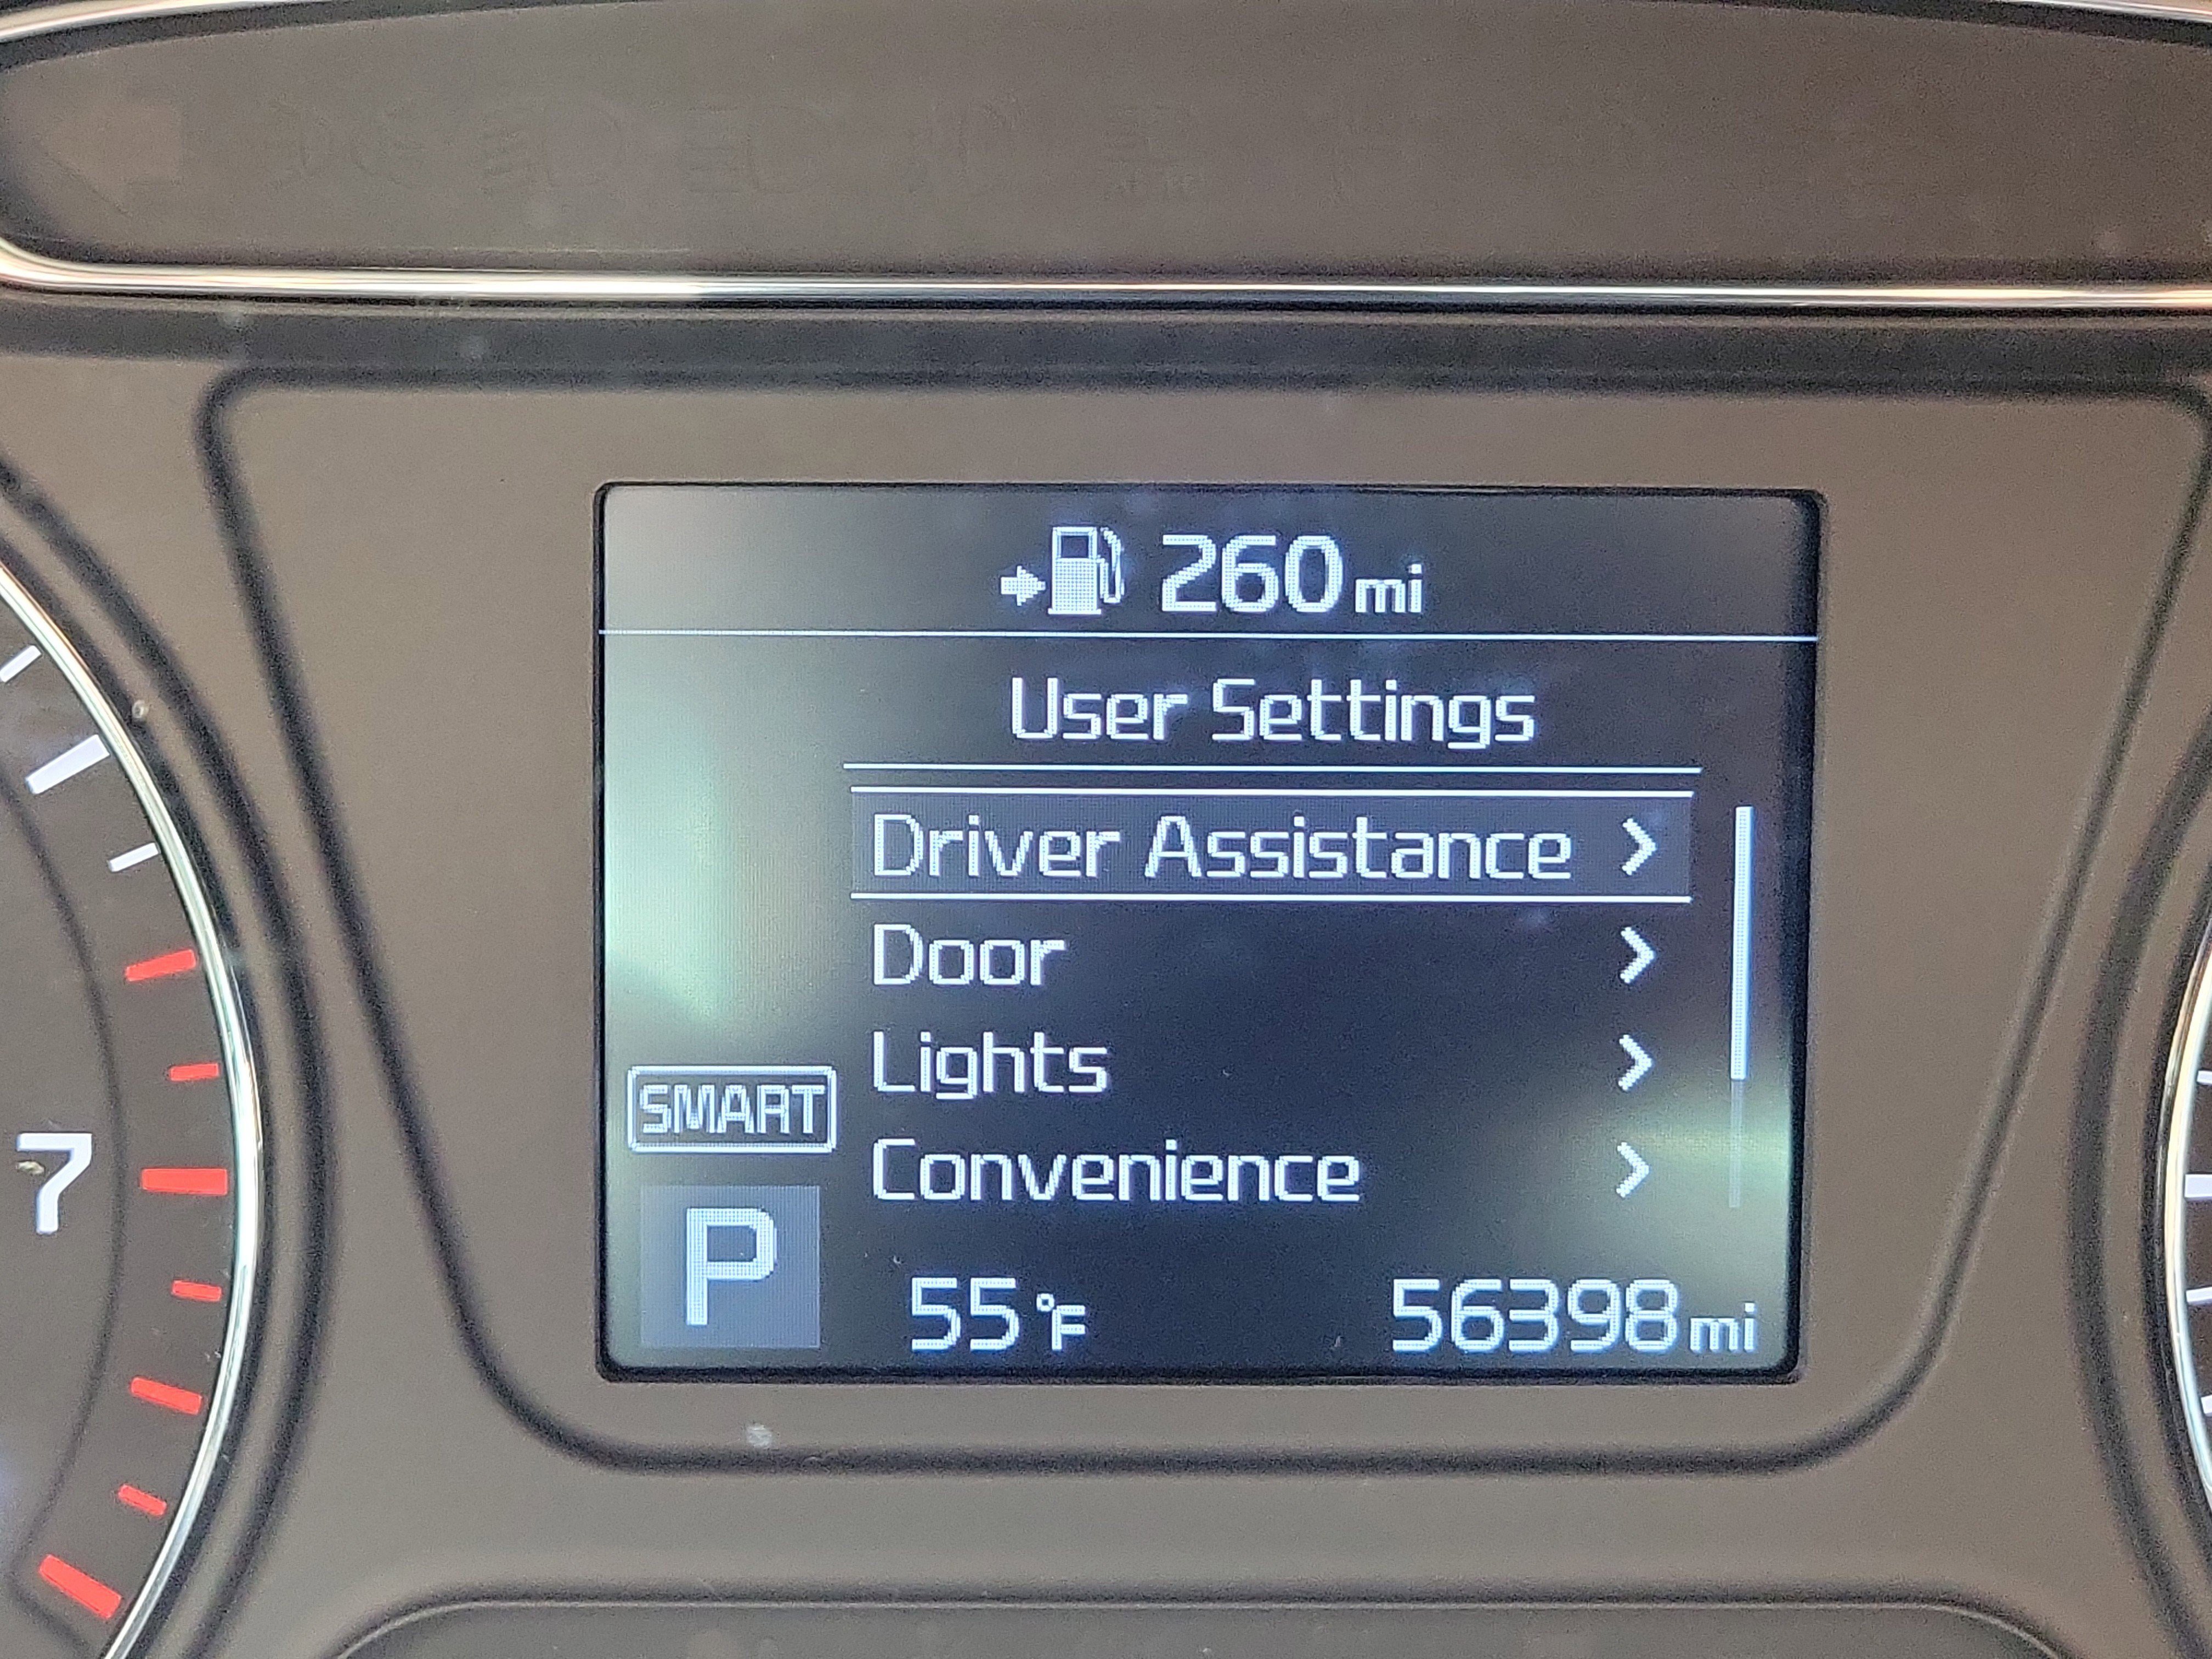 260 mi
User Settings
Driver Assistance
Door
Lights
SMART
Convenience
7
P
55 °F
56398 mi